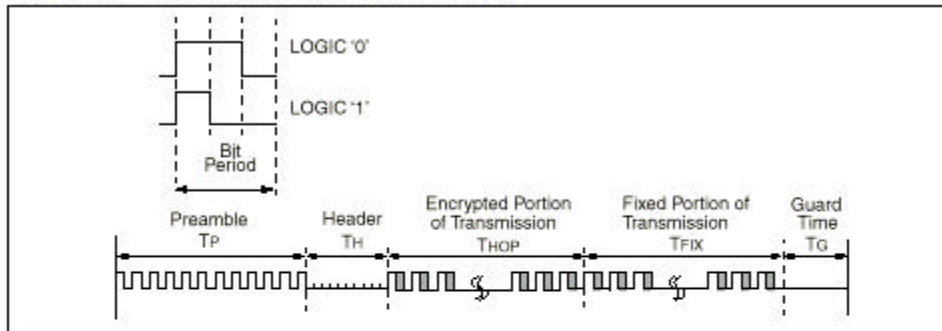 LOGIC "0"
LOGIC "1"
Bit
Period
Preamble
TP
Header
TH
Encrypted Portion
of Transmission
THOP
Fixed Portion of
Transmission
TFIX
Guard
Time
TG